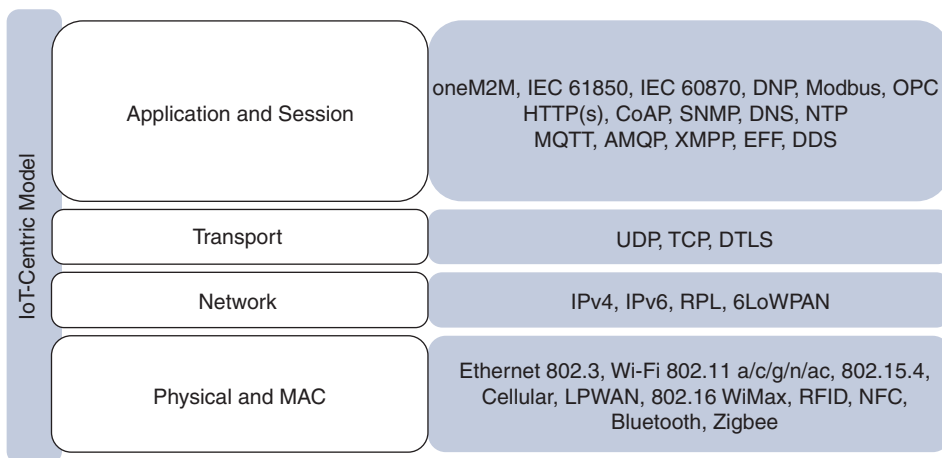 IoT-Centric Model
Application and Session
oneM2M, IEC 61850, IEC 60870, DNP, Modbus, OPC
HTTP(s), CoAP, SNMP, DNS, NTP
MQTT, AMQP, XMPP, EFF, DDS
Transport
UDP, TCP, DTLS
Network
IPv4, IPv6, RPL, 6LoWPAN
Physical and MAC
Ethernet 802.3, Wi-Fi 802.11 a/c/g/n/ac, 802.15.4,
Cellular, LPWAN, 802.16 WiMax, RFID, NFC,
Bluetooth, Zigbee